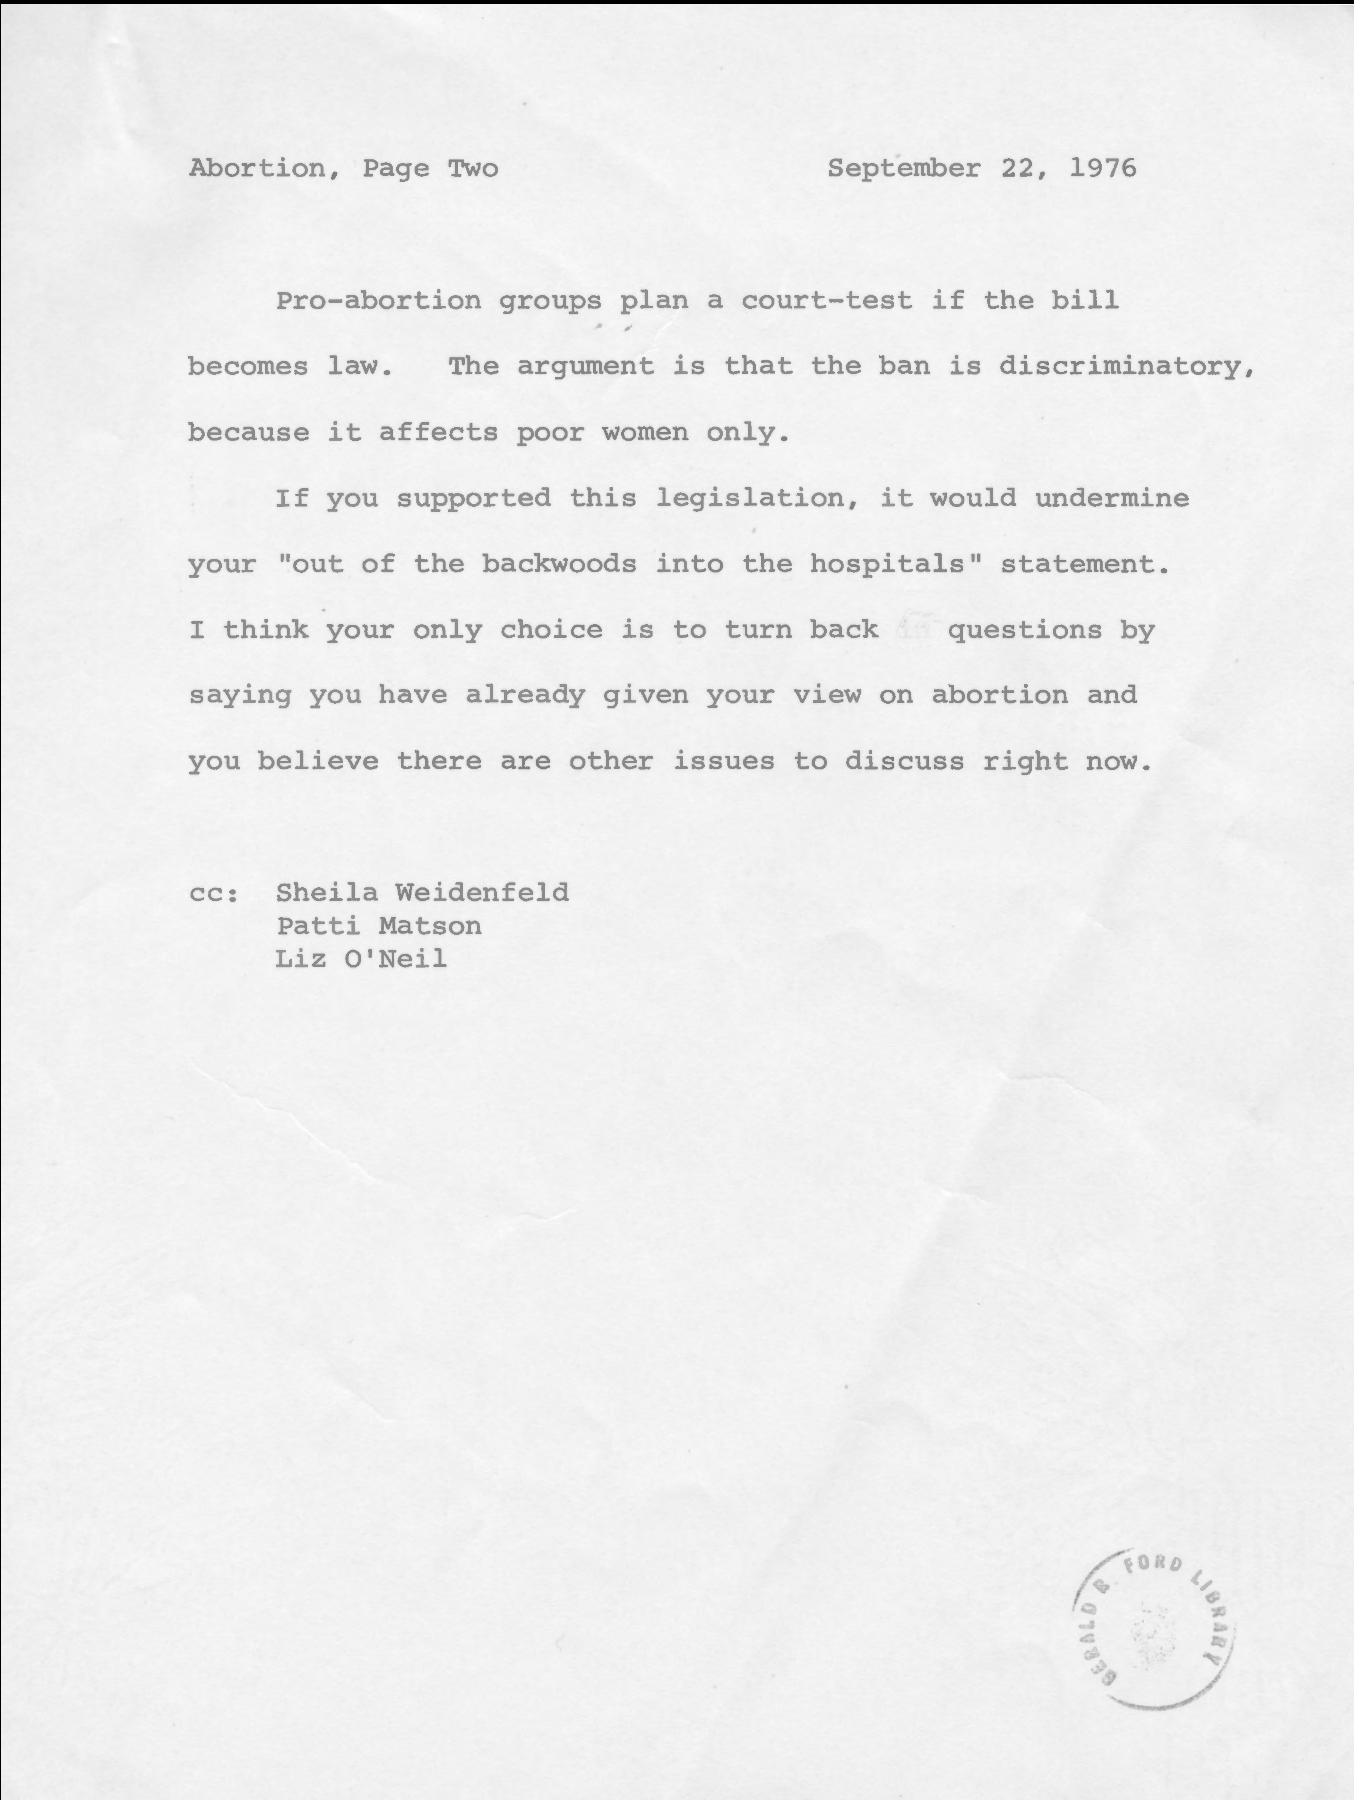 Abortion, Page Two September 22, 1976
Pro-abortion groups plan a court-test if the bill
becomes law. The argument is that the ban is discriminatory,
because it affects poor women only.
If you supported this legislation, it would undermine
your "out of the backwoods into the hospitals" statement.
I think your only choice is to turn back questions by
saying you have already given your view on abortion and
you believe there are other issues to discuss right now.
cc: Sheila Weidenfeld
Patti Matson
Liz O'Neil
GERALD R. FORD LIBRARY